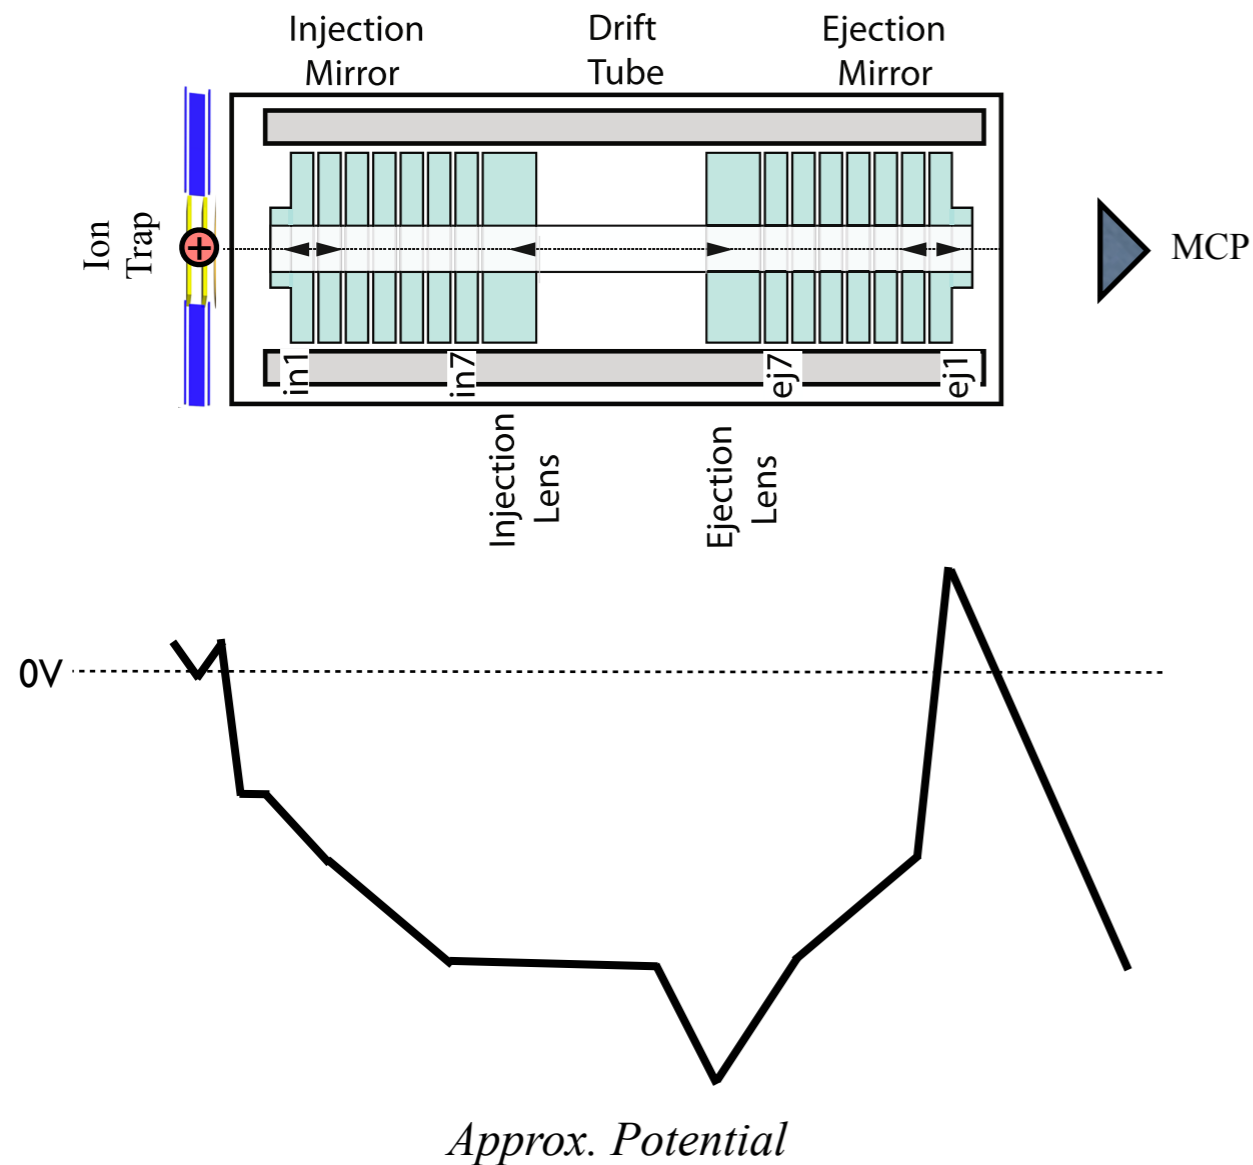 Injection
Mirror
Drift
Tube
Ejection
Mirror
Ion
Trap
+
MCP
in1
in7
ej7
ej1
Injection
Lens
Ejection
Lens
0V
Approx. Potential